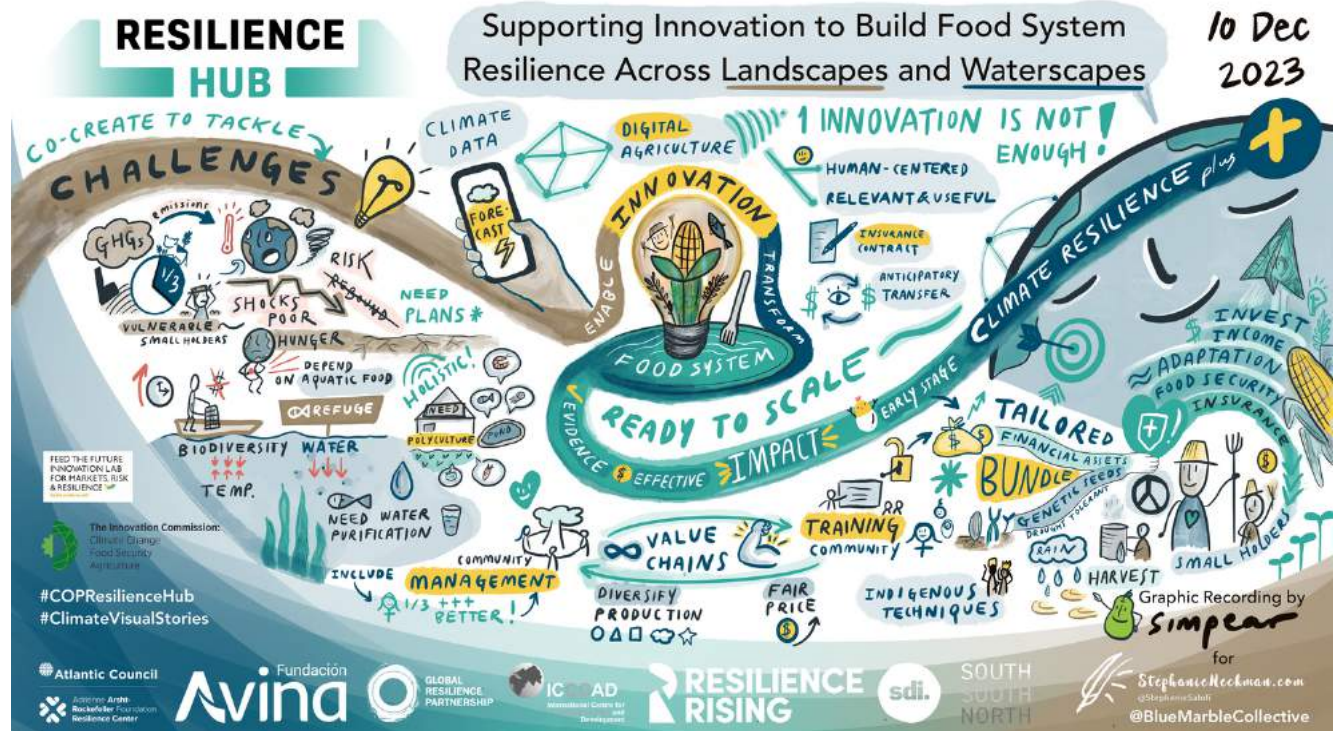 RESILIENCE
HUB
Supporting Innovation to Build Food System
Resilience Across Landscapes and Waterscapes
10 Dec
2023
CO-CREATE TO TACKLE
CHALLENGES
emissions
GHGs
1/3
VULNERABLE
SMALL HOLDERS
RISK
REBOUND
SHOCKS
POOR
HUNGER
NEED
PLANS*
DEPEND
ON AQUATIC FOOD
REFUGE
BIODIVERSITY
WATER
TEMP.
HOLISTIC!
NEED
POLYCULTURE
POND
NEED WATER
PURIFICATION
CLIMATE
DATA
FORE-
CAST
DIGITAL
AGRICULTURE
ENABLE
INNOVATION
TRANSFORM
FOOD SYSTEM
1 INNOVATION IS NOT
ENOUGH!
HUMAN-CENTERED
RELEVANT & USEFUL
INSURANCE
CONTRACT
ANTICIPATORY
TRANSFER
$ $
READY TO SCALE
EVIDENCE $ EFFECTIVE
IMPACT
EARLY STAGE
CLIMATE RESILIENCE plus
+
INVEST
$ INCOME
ADAPTATION
FOOD SECURITY
INSURANCE
TAILORED
FINANCIAL ASSETS
BUNDLE
GENETIC SEEDS
DROUGHT TOLERANT
RAIN
HARVEST
SMALL HOLDERS
INCLUDE
1/3 +++
BETTER!
COMMUNITY
MANAGEMENT
VALUE
CHAINS
DIVERSIFY
PRODUCTION
FAIR
PRICE
$
TRAINING
COMMUNITY
INDIGENOUS
TECHNIQUES
FEED THE FUTURE
INNOVATION LAB
FOR MARKETS, RISK
& RESILIENCE
The Innovation Commission:
Climate Change
Food Security
Agriculture
#COPResilienceHub
#ClimateVisualStories
Graphic Recording by
Simpear
for
StephanieHeckman.com
@BlueMarbleCollective
Atlantic Council
Adrienne Arsht-
Rockefeller Foundation
Resilience Center
Fundación
Avina
GLOBAL
RESILIENCE
PARTNERSHIP
International Centre for
and
Development
RESILIENCE
RISING
sdi.
SOUTH
SOUTH
NORTH